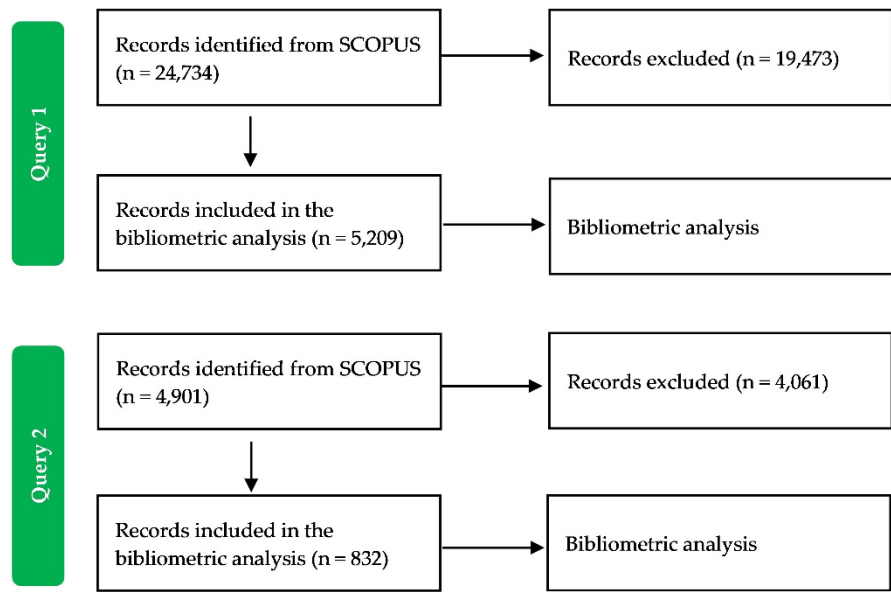 Query 1
Records identified from SCOPUS
(n = 24,734)
Records excluded (n = 19,473)
Records included in the
bibliometric analysis (n = 5,209)
Bibliometric analysis
Query 2
Records identified from SCOPUS
(n = 4,901)
Records excluded (n = 4,061)
Records included in the
bibliometric analysis (n = 832)
Bibliometric analysis